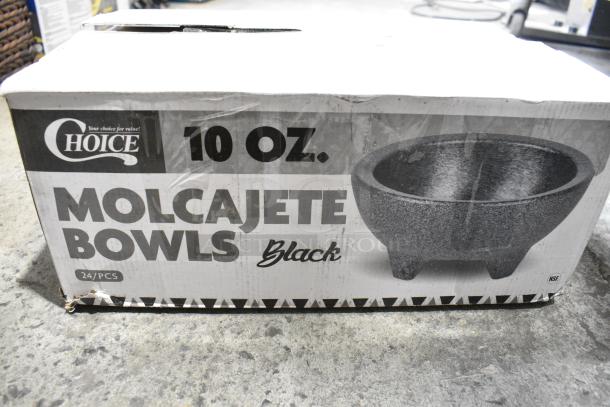 Your choice for value!
CHOICE
10 OZ.
MOLCAJETE
BOWLS Black
24/PCS
NSF